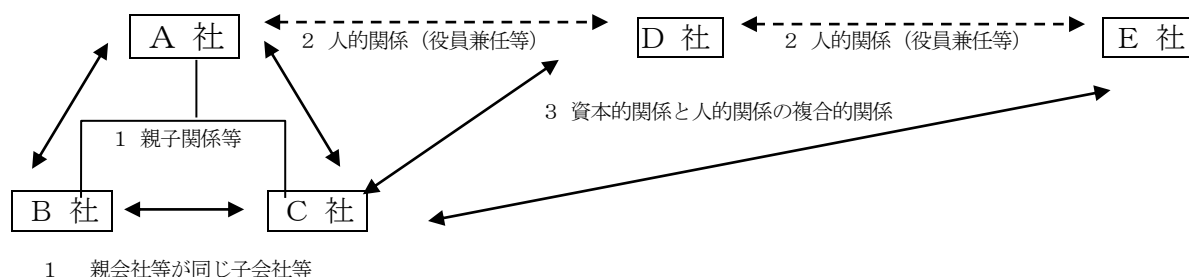 A 社
2 人的関係（役員兼任等）
D 社
2 人的関係（役員兼任等）
E 社
3 資本的関係と人的関係の複合的関係
1 親子関係等
B 社
C 社
1 親会社等が同じ子会社等